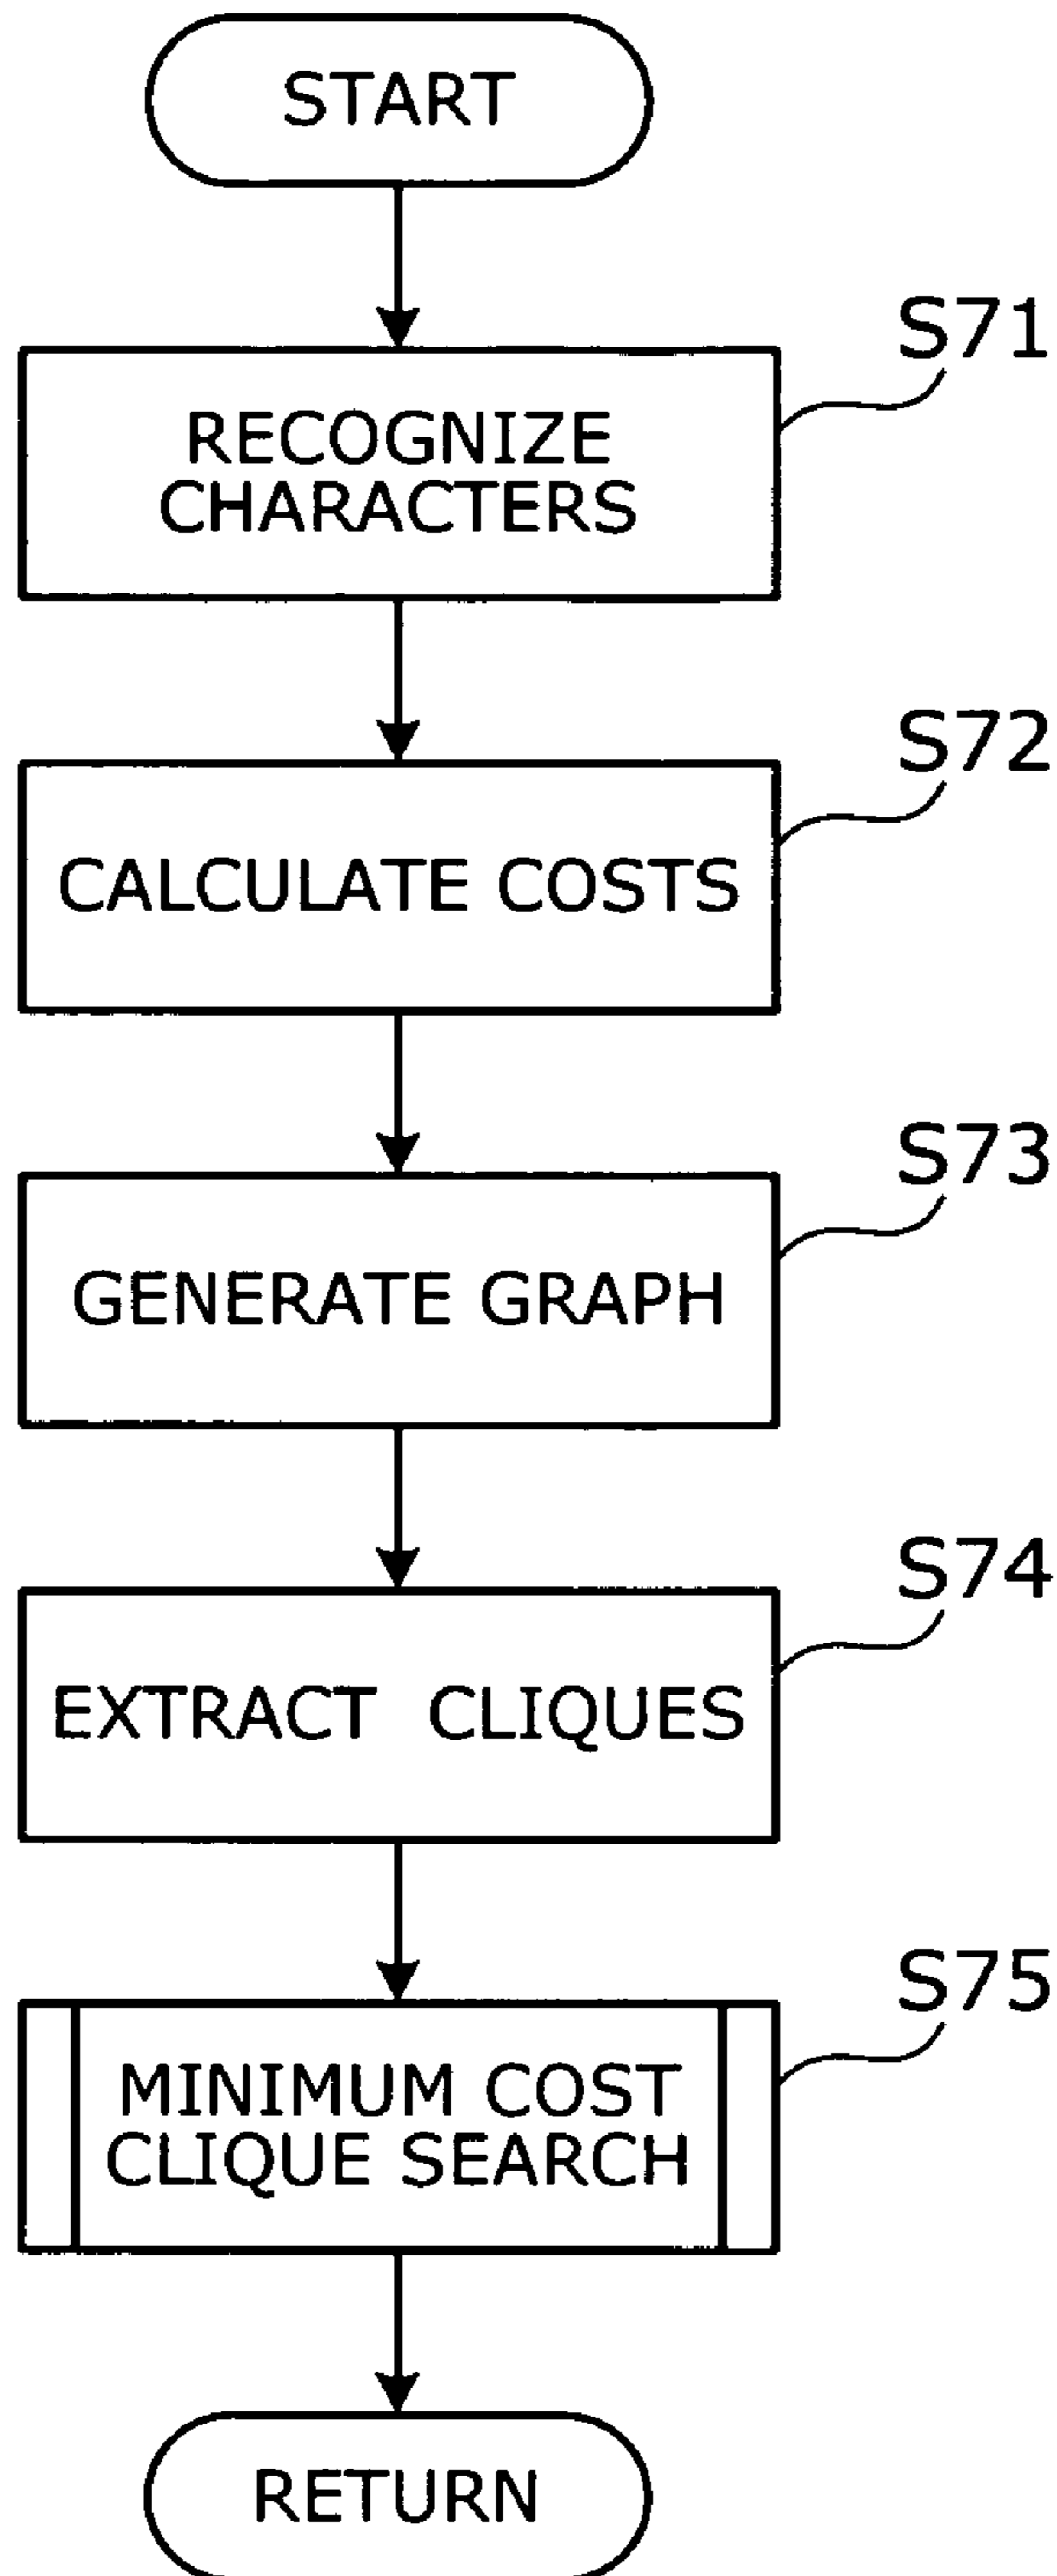 START
S71
RECOGNIZE
CHARACTERS
S72
CALCULATE COSTS
S73
GENERATE GRAPH
S74
EXTRACT CLIQUES
S75
MINIMUM COST
CLIQUE SEARCH
RETURN